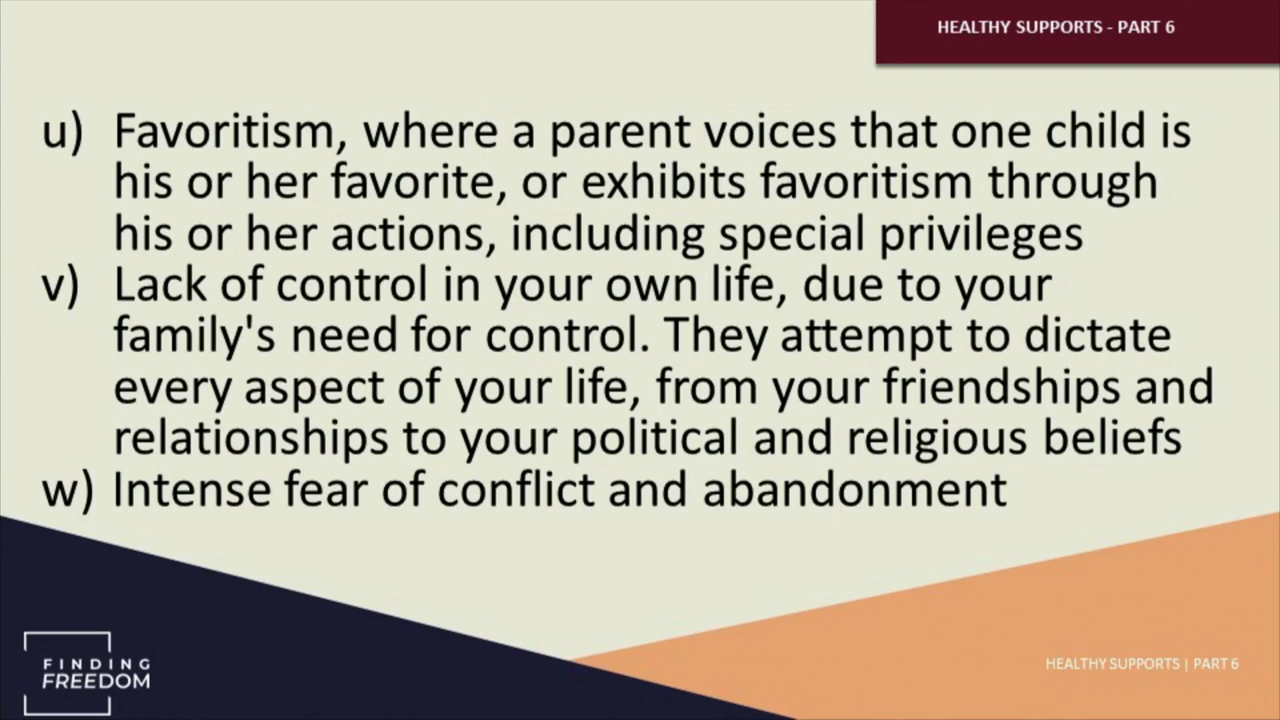 HEALTHY SUPPORTS - PART 6
u) Favoritism, where a parent voices that one child is
his or her favorite, or exhibits favoritism through
his or her actions, including special privileges
v) Lack of control in your own life, due to your
family's need for control. They attempt to dictate
every aspect of your life, from your friendships and
relationships to your political and religious beliefs
w) Intense fear of conflict and abandonment
FINDING
FREEDOM
HEALTHY SUPPORTS | PART 6